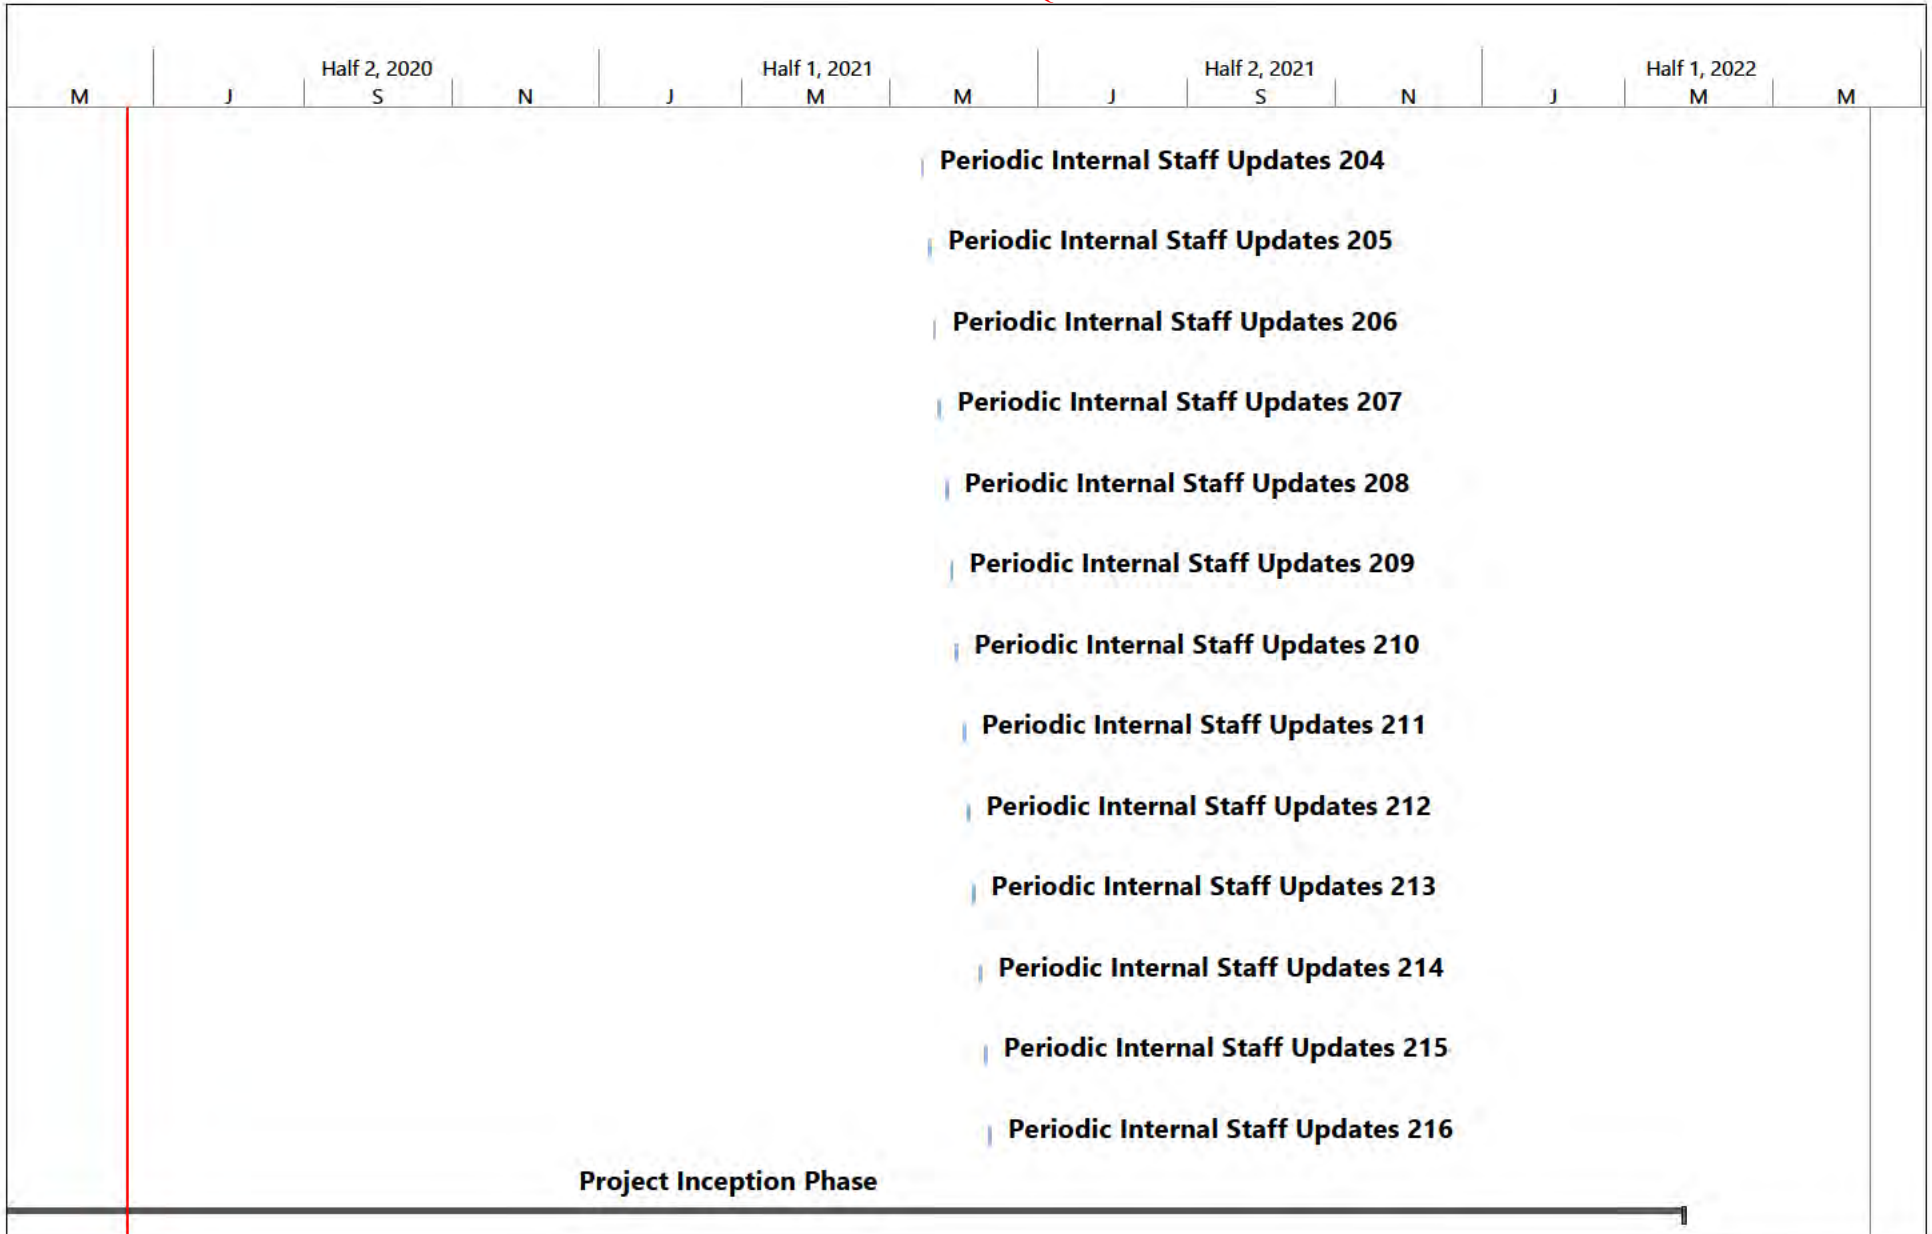 Half 2, 2020 Half 1, 2021 Half 2, 2021 Half 1, 2022
M J S N J M M J S N J M M
Periodic Internal Staff Updates 204
Periodic Internal Staff Updates 205
Periodic Internal Staff Updates 206
Periodic Internal Staff Updates 207
Periodic Internal Staff Updates 208
Periodic Internal Staff Updates 209
Periodic Internal Staff Updates 210
Periodic Internal Staff Updates 211
Periodic Internal Staff Updates 212
Periodic Internal Staff Updates 213
Periodic Internal Staff Updates 214
Periodic Internal Staff Updates 215
Periodic Internal Staff Updates 216
Project Inception Phase